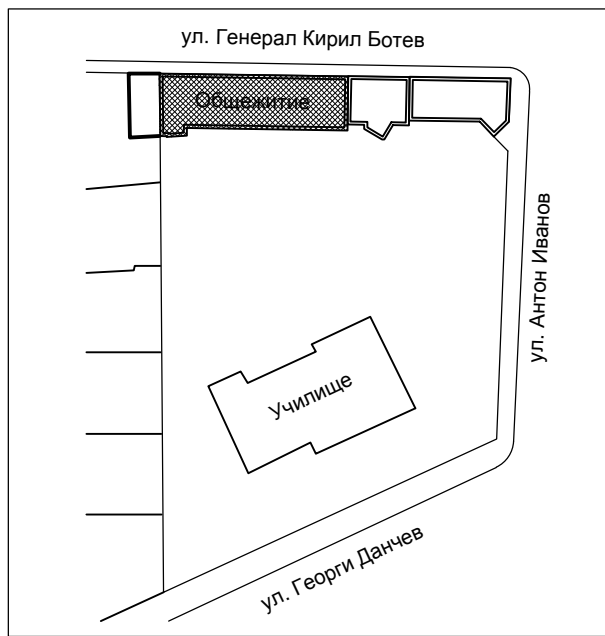 ул. Генерал Кирил Ботев
Общежитие
ул. Антон Иванов
Училище
ул. Георги Данчев